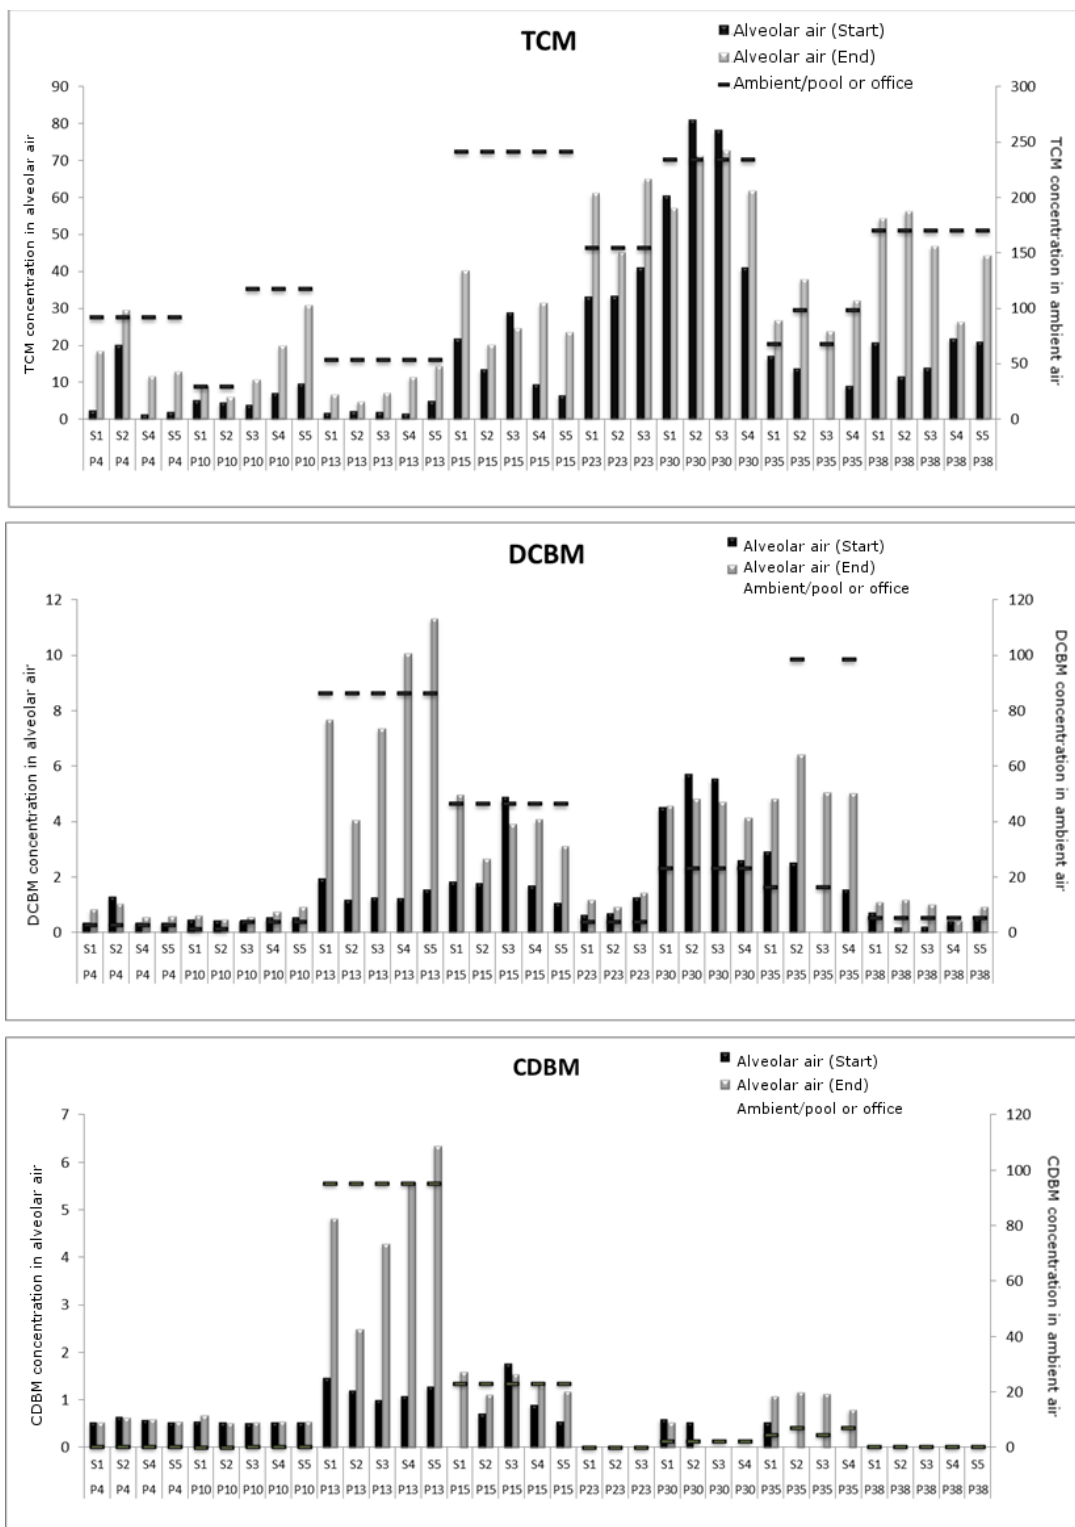 TCM
Alveolar air (Start)
Alveolar air (End)
Ambient/pool or office
TCM concentration in alveolar air
TCM concentration in ambient air
90 80 70 60 50 40 30 20 10 0
300 250 200 150 100 50 0
S1 S2 S4 S5 S1 S2 S3 S4 S5 S1 S2 S3 S4 S5 S1 S2 S3 S4 S5 S1 S2 S3 S1 S2 S3 S4 S1 S2 S3 S4 S1 S2 S3 S4 S5
P4 P4 P4 P4 P10 P10 P10 P10 P10 P13 P13 P13 P13 P13 P15 P15 P15 P15 P15 P23 P23 P23 P30 P30 P30 P30 P35 P35 P35 P35 P38 P38 P38 P38 P38
DCBM
Alveolar air (Start)
Alveolar air (End)
Ambient/pool or office
DCBM concentration in alveolar air
DCBM concentration in ambient air
12 10 8 6 4 2 0
120 100 80 60 40 20 0
S1 S2 S4 S5 S1 S2 S3 S4 S5 S1 S2 S3 S4 S5 S1 S2 S3 S4 S5 S1 S2 S3 S1 S2 S3 S4 S1 S2 S3 S4 S1 S2 S3 S4 S5
P4 P4 P4 P4 P10 P10 P10 P10 P10 P13 P13 P13 P13 P13 P15 P15 P15 P15 P15 P23 P23 P23 P30 P30 P30 P30 P35 P35 P35 P35 P38 P38 P38 P38 P38
CDBM
Alveolar air (Start)
Alveolar air (End)
Ambient/pool or office
CDBM concentration in alveolar air
CDBM concentration in ambient air
7 6 5 4 3 2 1 0
120 100 80 60 40 20 0
S1 S2 S4 S5 S1 S2 S3 S4 S5 S1 S2 S3 S4 S5 S1 S2 S3 S4 S5 S1 S2 S3 S1 S2 S3 S4 S1 S2 S3 S4 S1 S2 S3 S4 S5
P4 P4 P4 P4 P10 P10 P10 P10 P10 P13 P13 P13 P13 P13 P15 P15 P15 P15 P15 P23 P23 P23 P30 P30 P30 P30 P35 P35 P35 P35 P38 P38 P38 P38 P38